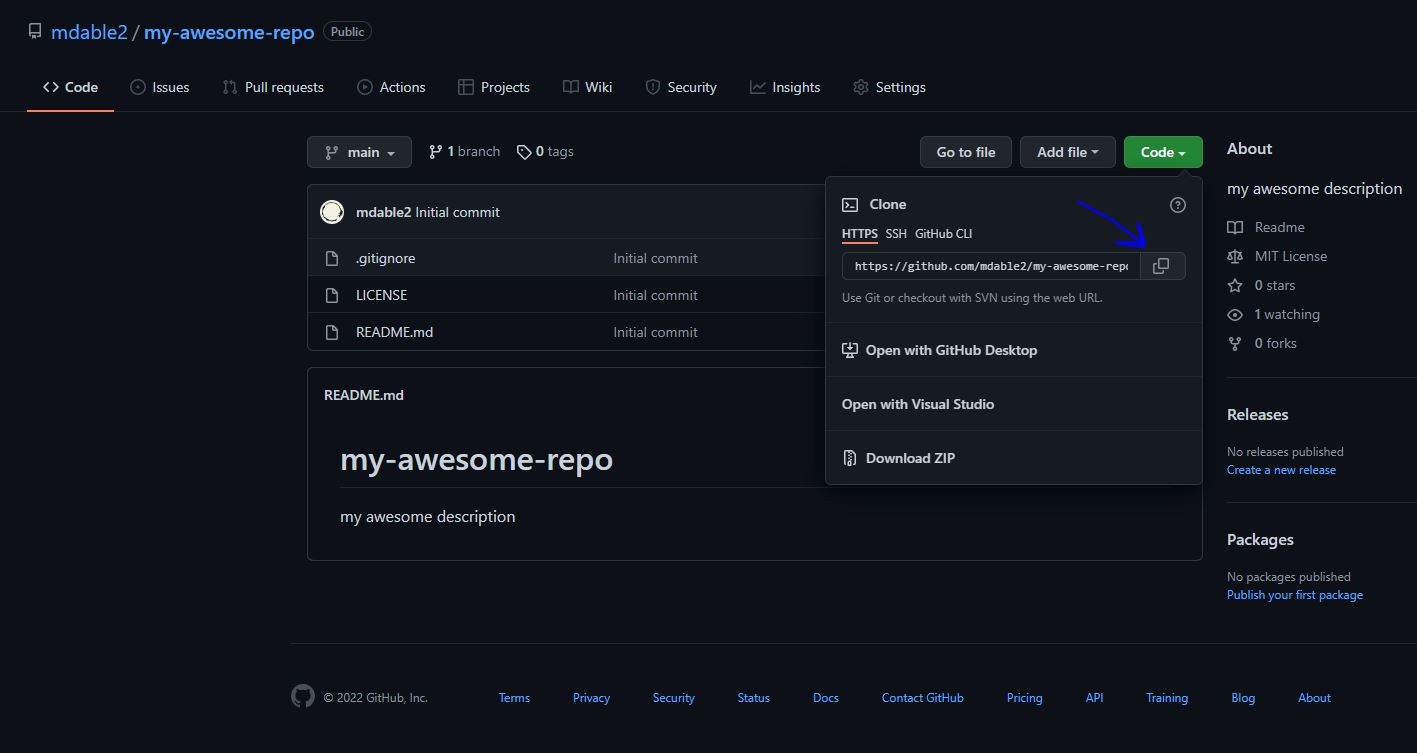 mdable2 / my-awesome-repo Public
Code Issues Pull requests Actions Projects Wiki Security Insights Settings
main 1 branch 0 tags Go to file Add file Code
mdable2 Initial commit
.gitignore Initial commit
LICENSE Initial commit
README.md Initial commit
Clone
HTTPS SSH GitHub CLI
https://github.com/mdable2/my-awesome-repo
Use Git or checkout with SVN using the web URL.
Open with GitHub Desktop
Open with Visual Studio
Download ZIP
README.md
my-awesome-repo
my awesome description
About
my awesome description
Readme
MIT License
0 stars
1 watching
0 forks
Releases
No releases published
Create a new release
Packages
No packages published
Publish your first package
© 2022 GitHub, Inc. Terms Privacy Security Status Docs Contact GitHub Pricing API Training Blog About